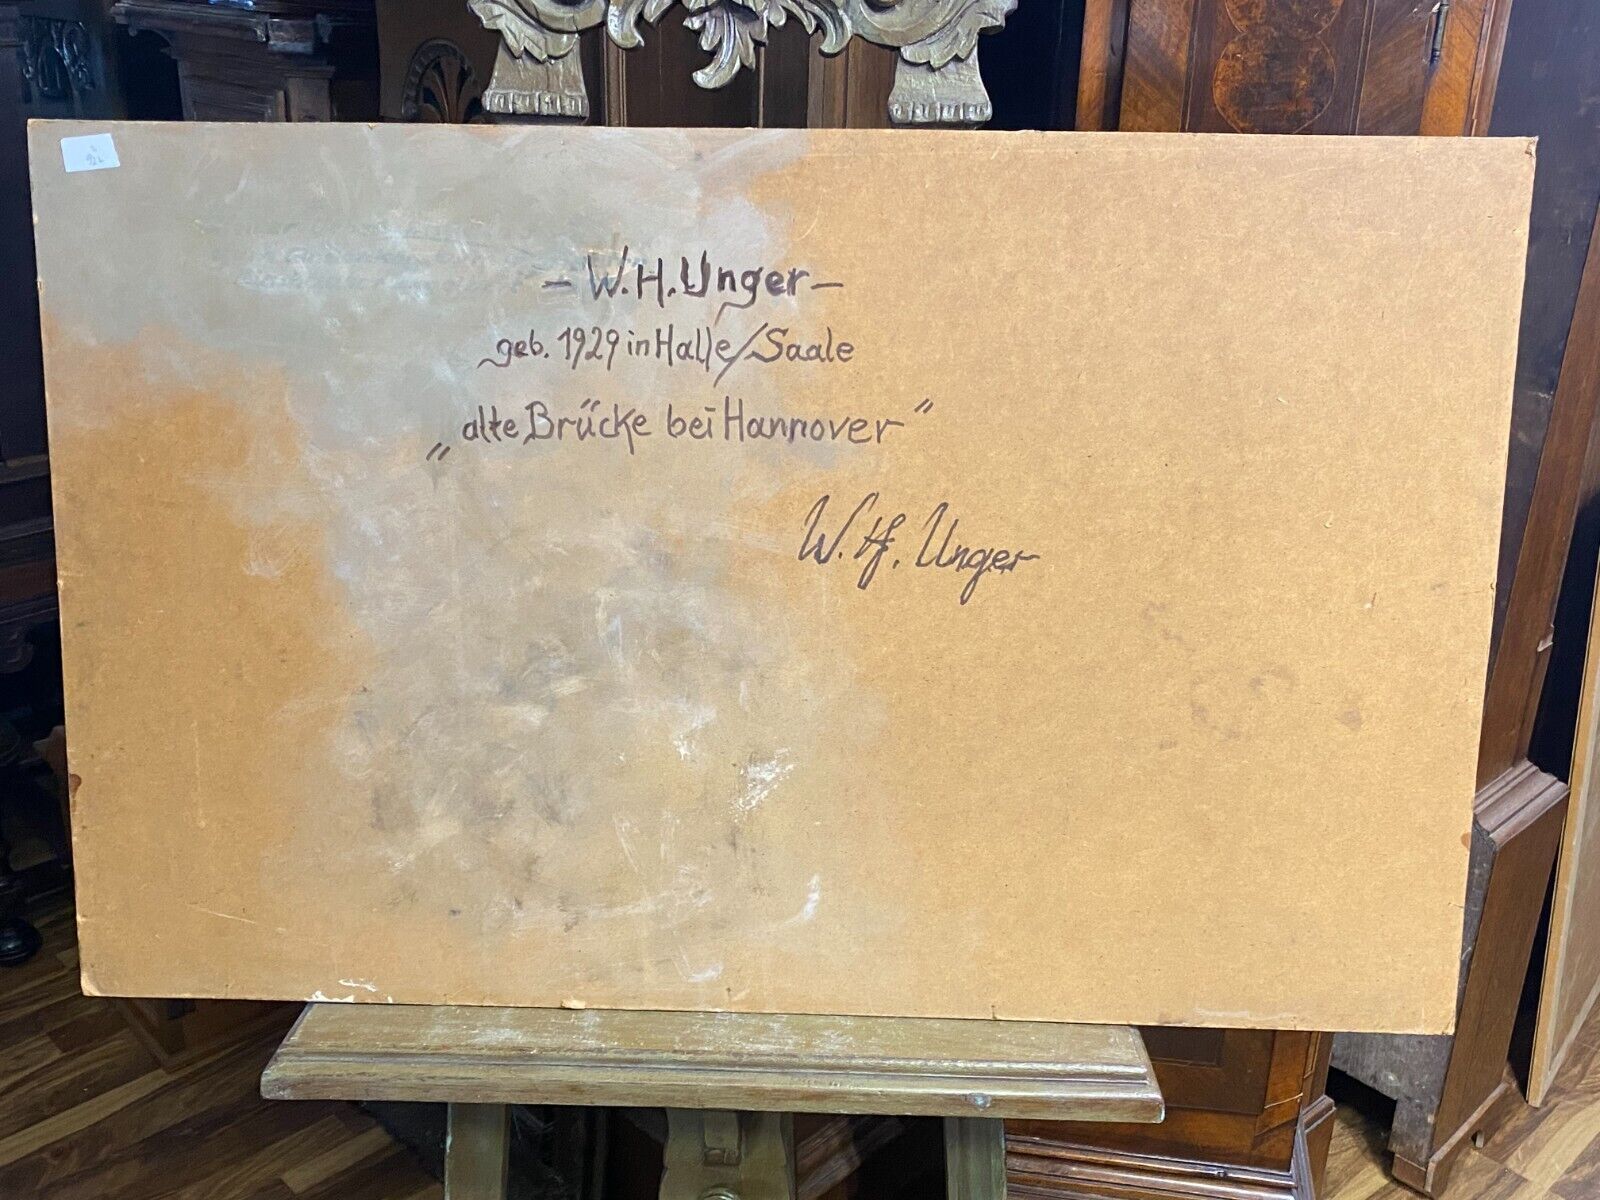 – W.H. Unger –
geb. 1929 in Halle/Saale
„alte Brücke bei Hannover"
W. H. Unger